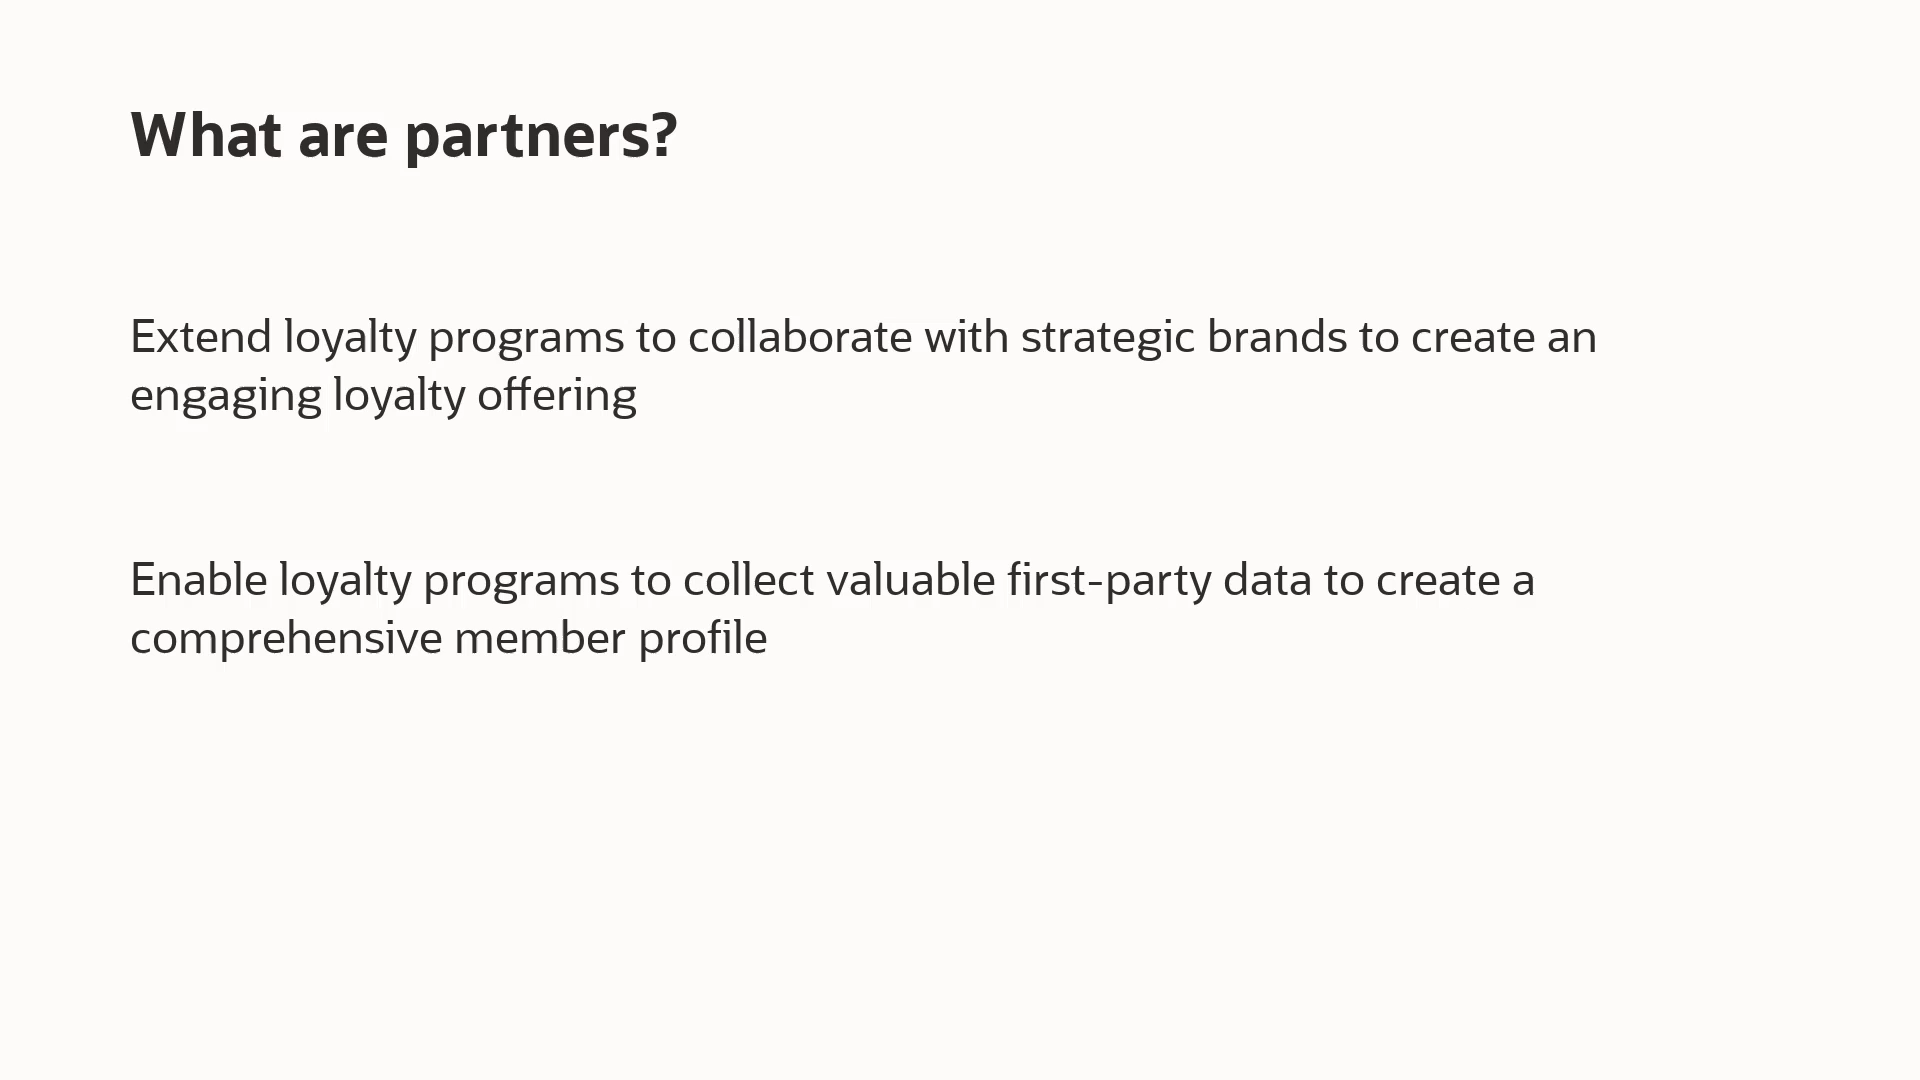 What are partners?
Extend loyalty programs to collaborate with strategic brands to create an
engaging loyalty offering
Enable loyalty programs to collect valuable first-party data to create a
comprehensive member profile